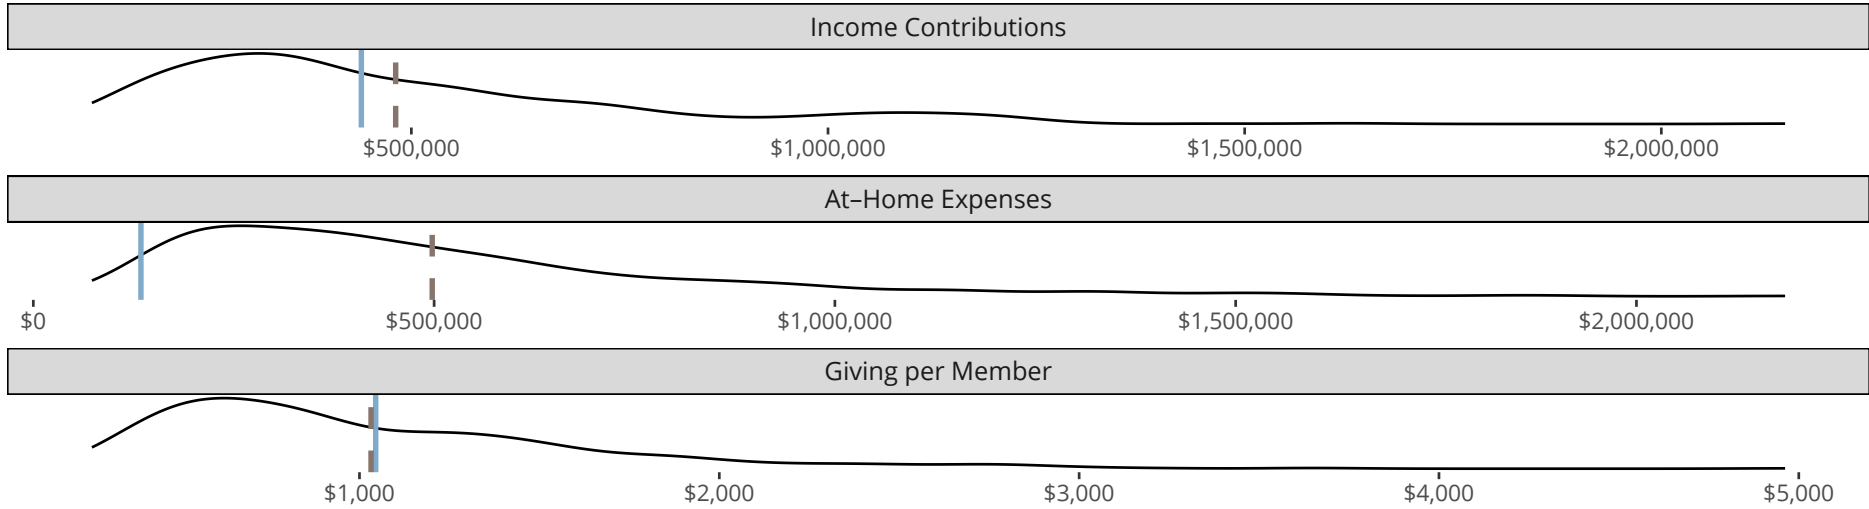 Income Contributions
$500,000 $1,000,000 $1,500,000 $2,000,000
At–Home Expenses
$0 $500,000 $1,000,000 $1,500,000 $2,000,000
Giving per Member
$1,000 $2,000 $3,000 $4,000 $5,000